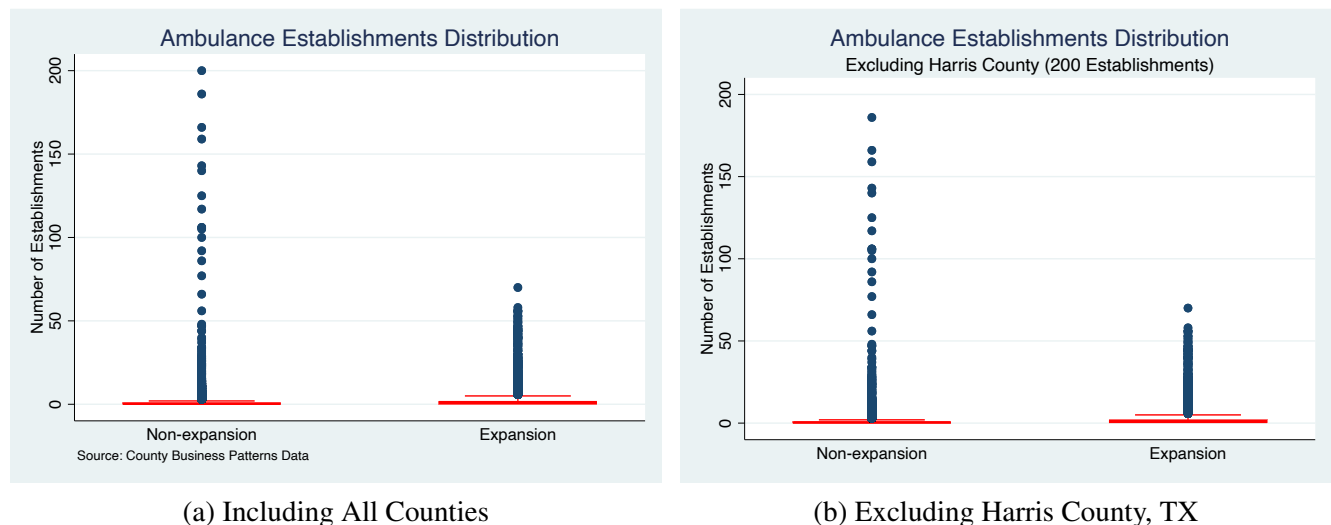 Ambulance Establishments Distribution
Number of Establishments
200
150
100
50
0
Non-expansion
Expansion
Source: County Business Patterns Data
(a) Including All Counties
Ambulance Establishments Distribution
Excluding Harris County (200 Establishments)
Number of Establishments
200
150
100
50
0
Non-expansion
Expansion
(b) Excluding Harris County, TX